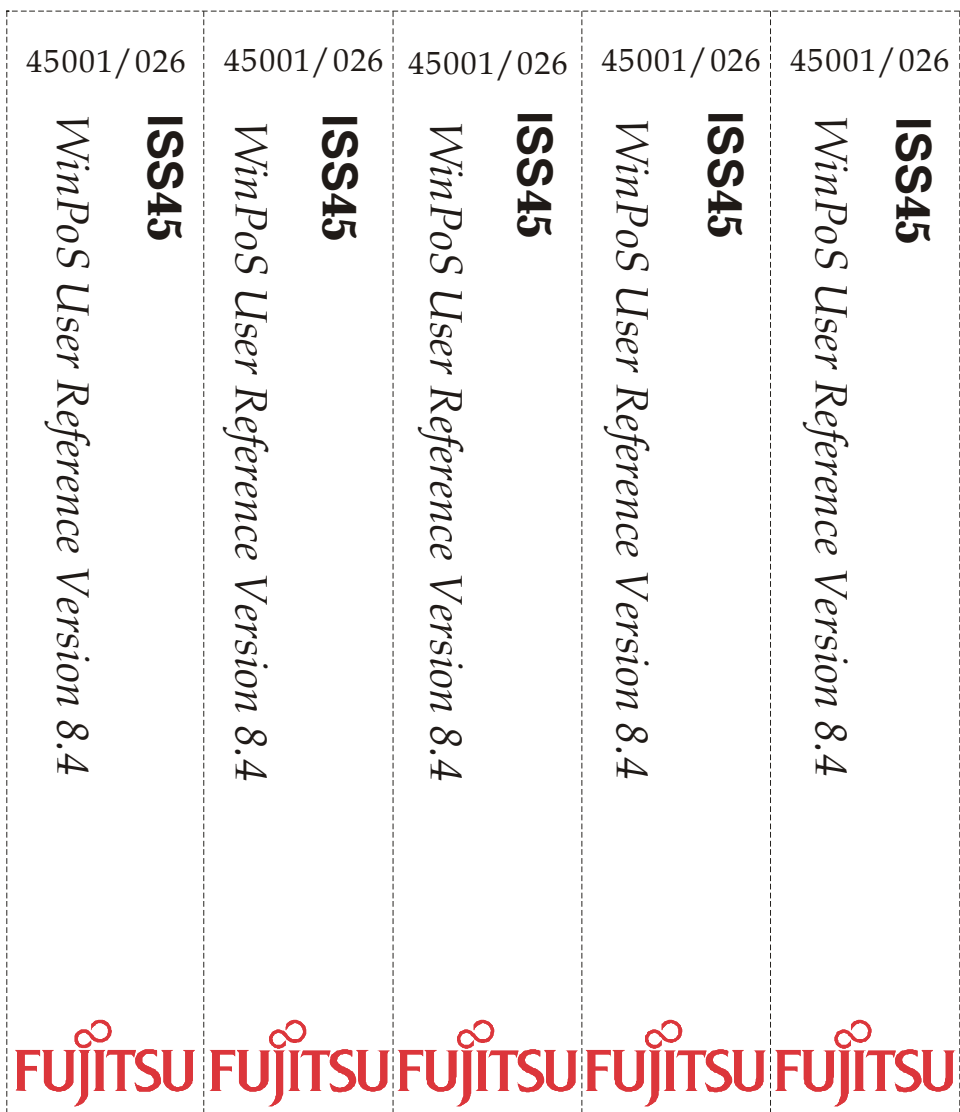 45001/026
ISS45
WinPoS User Reference Version 8.4
FUJITSU
45001/026
ISS45
WinPoS User Reference Version 8.4
FUJITSU
45001/026
ISS45
WinPoS User Reference Version 8.4
FUJITSU
45001/026
ISS45
WinPoS User Reference Version 8.4
FUJITSU
45001/026
ISS45
WinPoS User Reference Version 8.4
FUJITSU